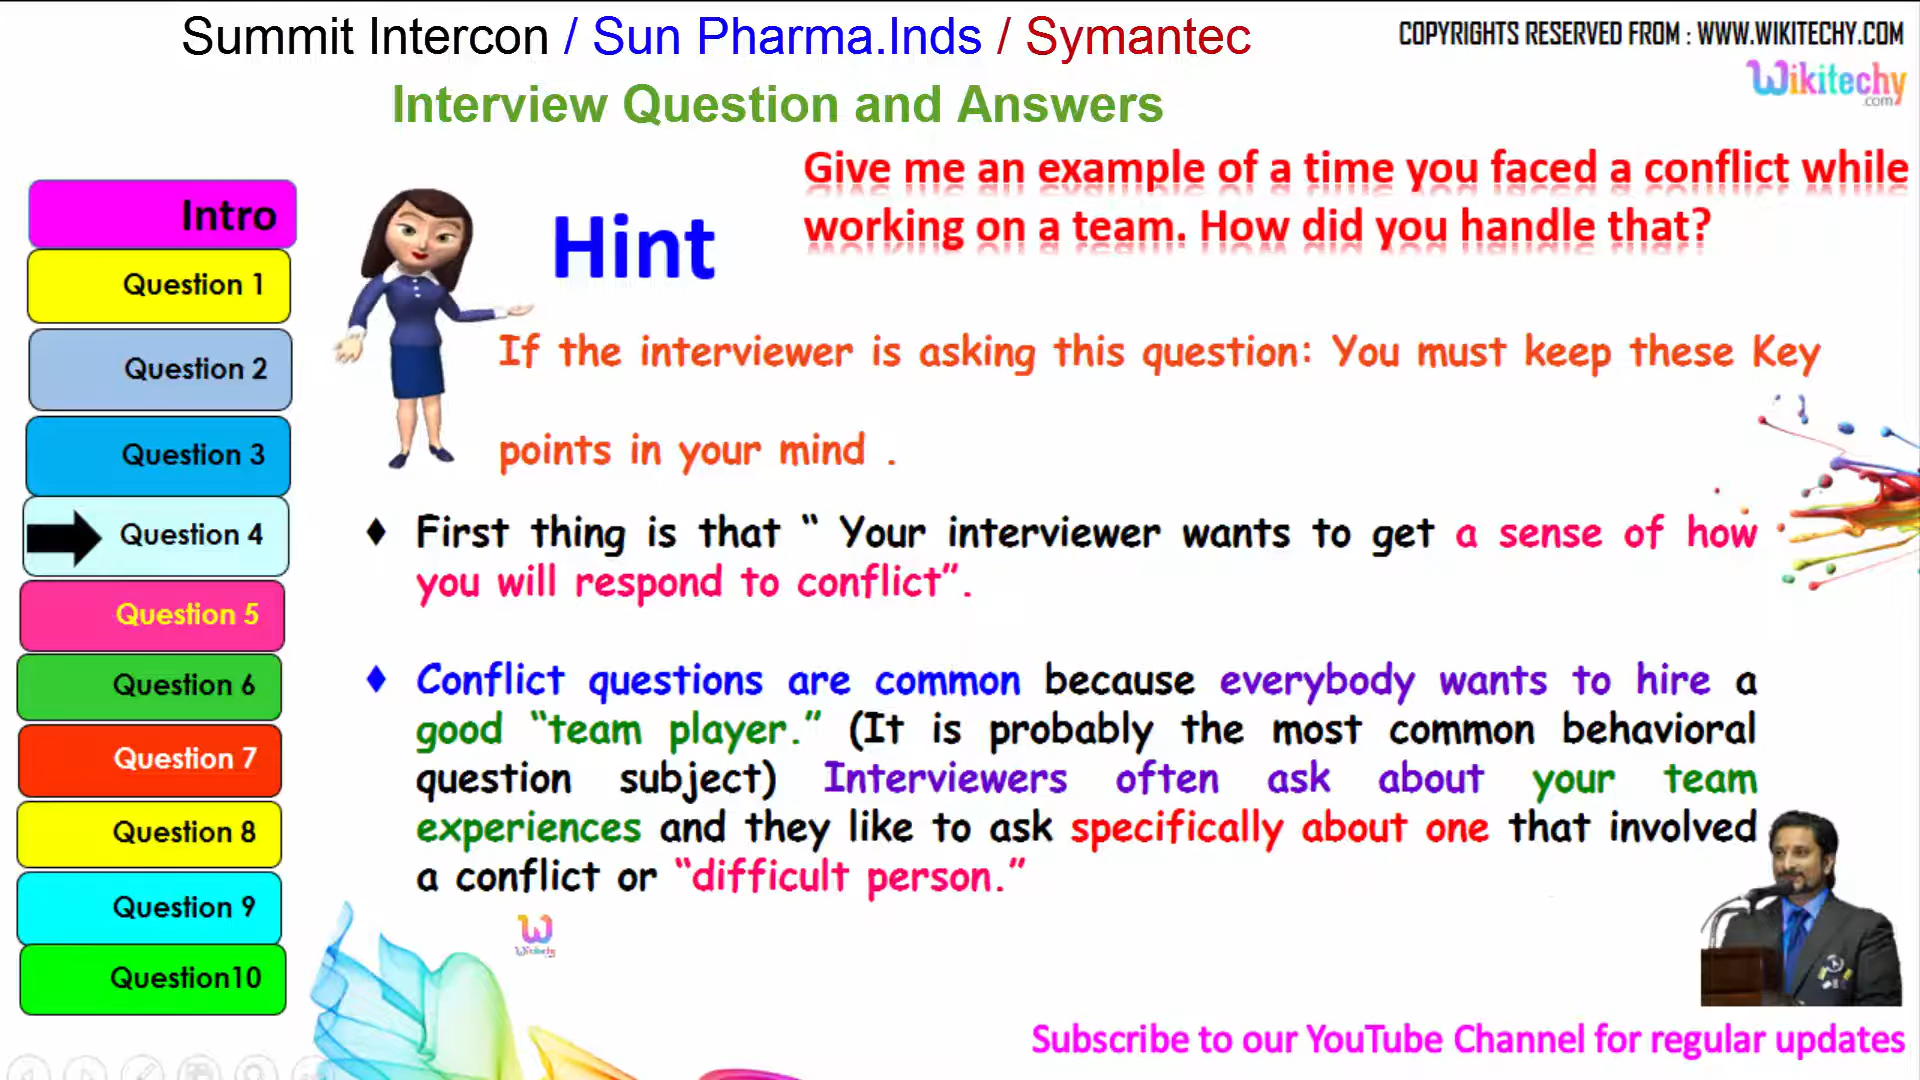 Summit Intercon / Sun Pharma.Inds / Symantec
Interview Question and Answers
COPYRIGHTS RESERVED FROM : WWW.WIKITECHY.COM
Wikitechy
.com
Give me an example of a time you faced a conflict while
working on a team. How did you handle that?
Hint
Intro
Question 1
Question 2
Question 3
Question 4
Question 5
Question 6
Question 7
Question 8
Question 9
Question10
If the interviewer is asking this question: You must keep these Key
points in your mind .
♦ First thing is that “ Your interviewer wants to get a sense of how
you will respond to conflict”.
♦ Conflict questions are common because everybody wants to hire a
good “team player.” (It is probably the most common behavioral
question subject) Interviewers often ask about your team
experiences and they like to ask specifically about one that involved
a conflict or “difficult person.”
Wikitechy
Subscribe to our YouTube Channel for regular updates